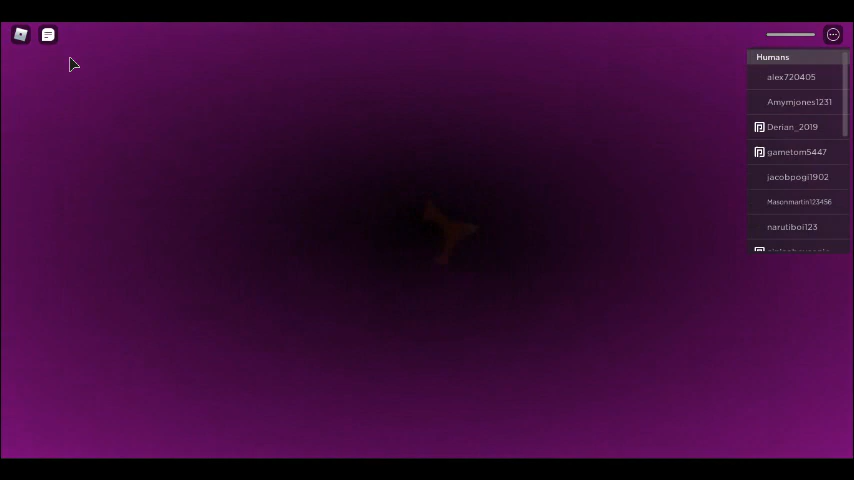 Humans
alex720405
Amymjones1231
Derian_2019
gametom5447
jacobpogi1902
Masonmartin123456
narutiboi123